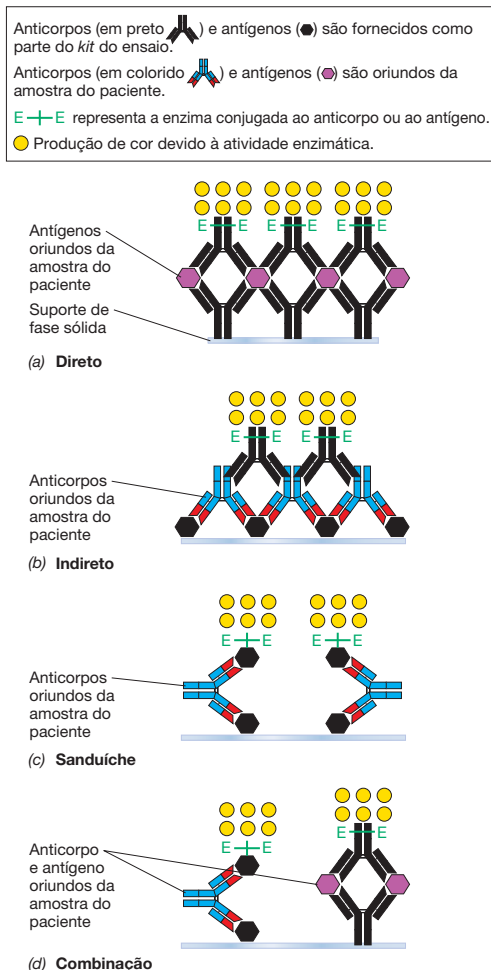 Anticorpos (em preto ) e antígenos ( ) são fornecidos como
parte do kit do ensaio.
Anticorpos (em colorido ) e antígenos ( ) são oriundos da
amostra do paciente.
E E representa a enzima conjugada ao anticorpo ou ao antígeno.
Produção de cor devido à atividade enzimática.
E E E E
Antígenos
oriundos da
amostra do
paciente
Suporte de
fase sólida
(a) Direto
E E E E
Anticorpos
oriundos da
amostra do
paciente
(b) Indireto
E E E E
Anticorpos
oriundos da
amostra do
paciente
(c) Sanduíche
E E E E
Anticorpo
e antígeno
oriundos da
amostra do
paciente
(d) Combinação